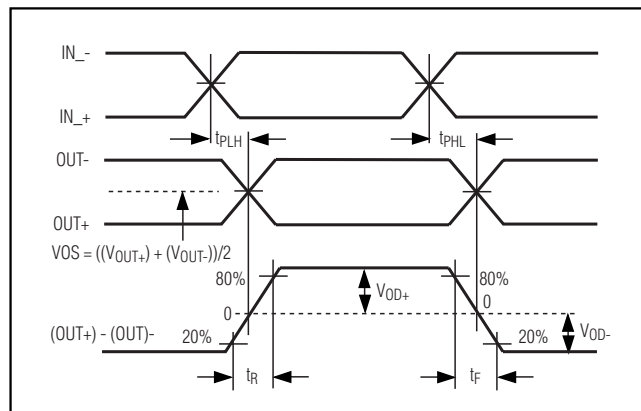 IN_-
IN_+
tPLH
tPHL
OUT-
OUT+
VOS = ((VOUT+) + (VOUT-))/2
80%
80%
VOD+
0
0
(OUT+) - (OUT)-
20%
20%
VOD-
tR
tF